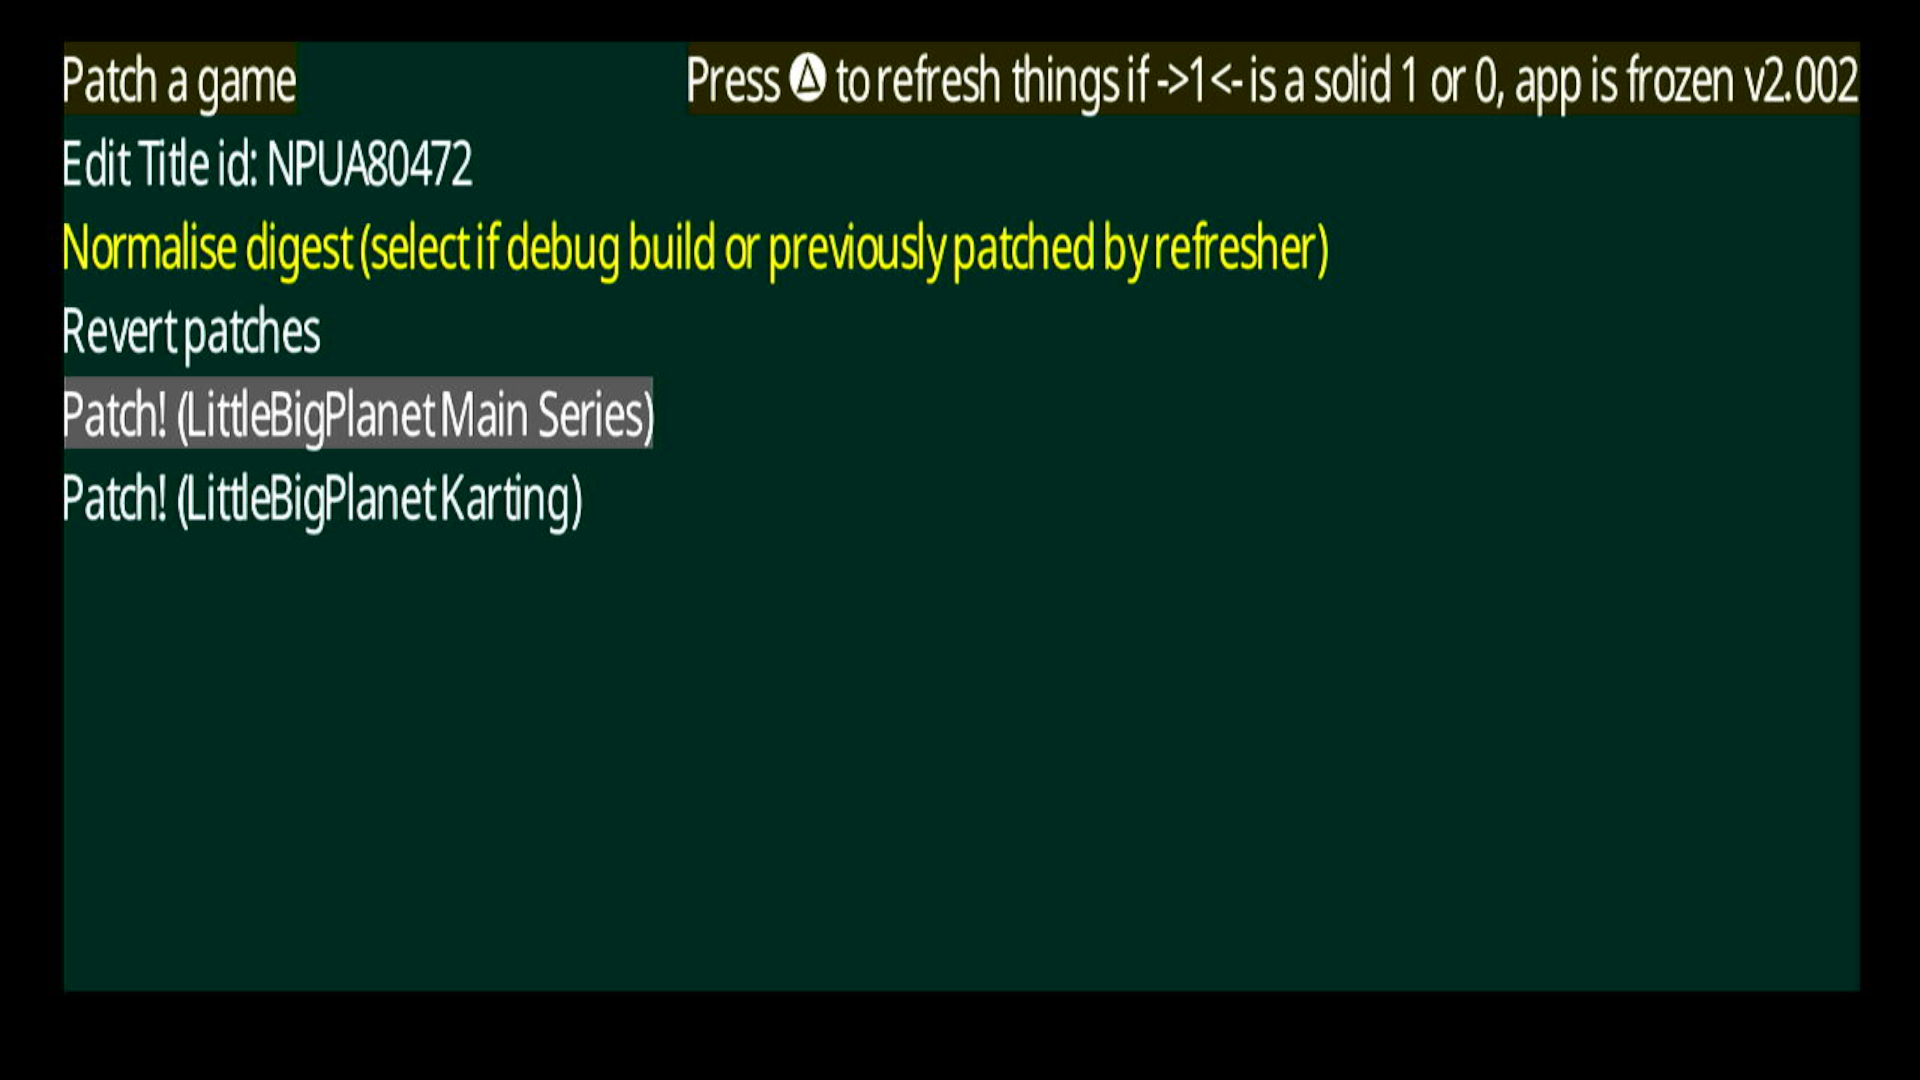 Patch a game
Press Ⓐ to refresh things if ->1<- is a solid 1 or 0, app is frozen v2.002
Edit Title id: NPUA80472
Normalise digest (select if debug build or previously patched by refresher)
Revert patches
Patch! (LittleBigPlanet Main Series)
Patch! (LittleBigPlanet Karting)